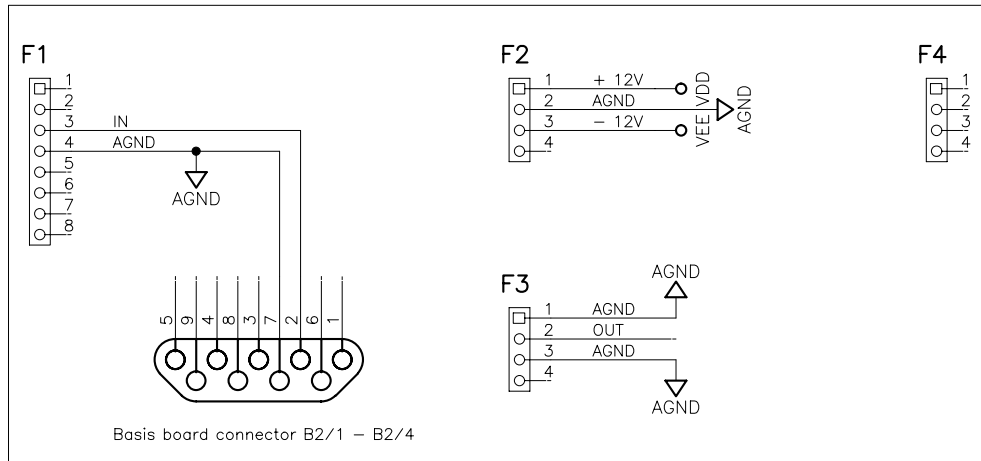 F1
1
2
3 IN
4 AGND
5
6
7
8
AGND
5 9 4 8 3 7 2 6 1
Basis board connector B2/1 - B2/4
F2
1 + 12V VDD
2 AGND AGND
3 - 12V VEE
4
F3
AGND
1 AGND
2 OUT
3 AGND
4
AGND
F4
1
2
3
4